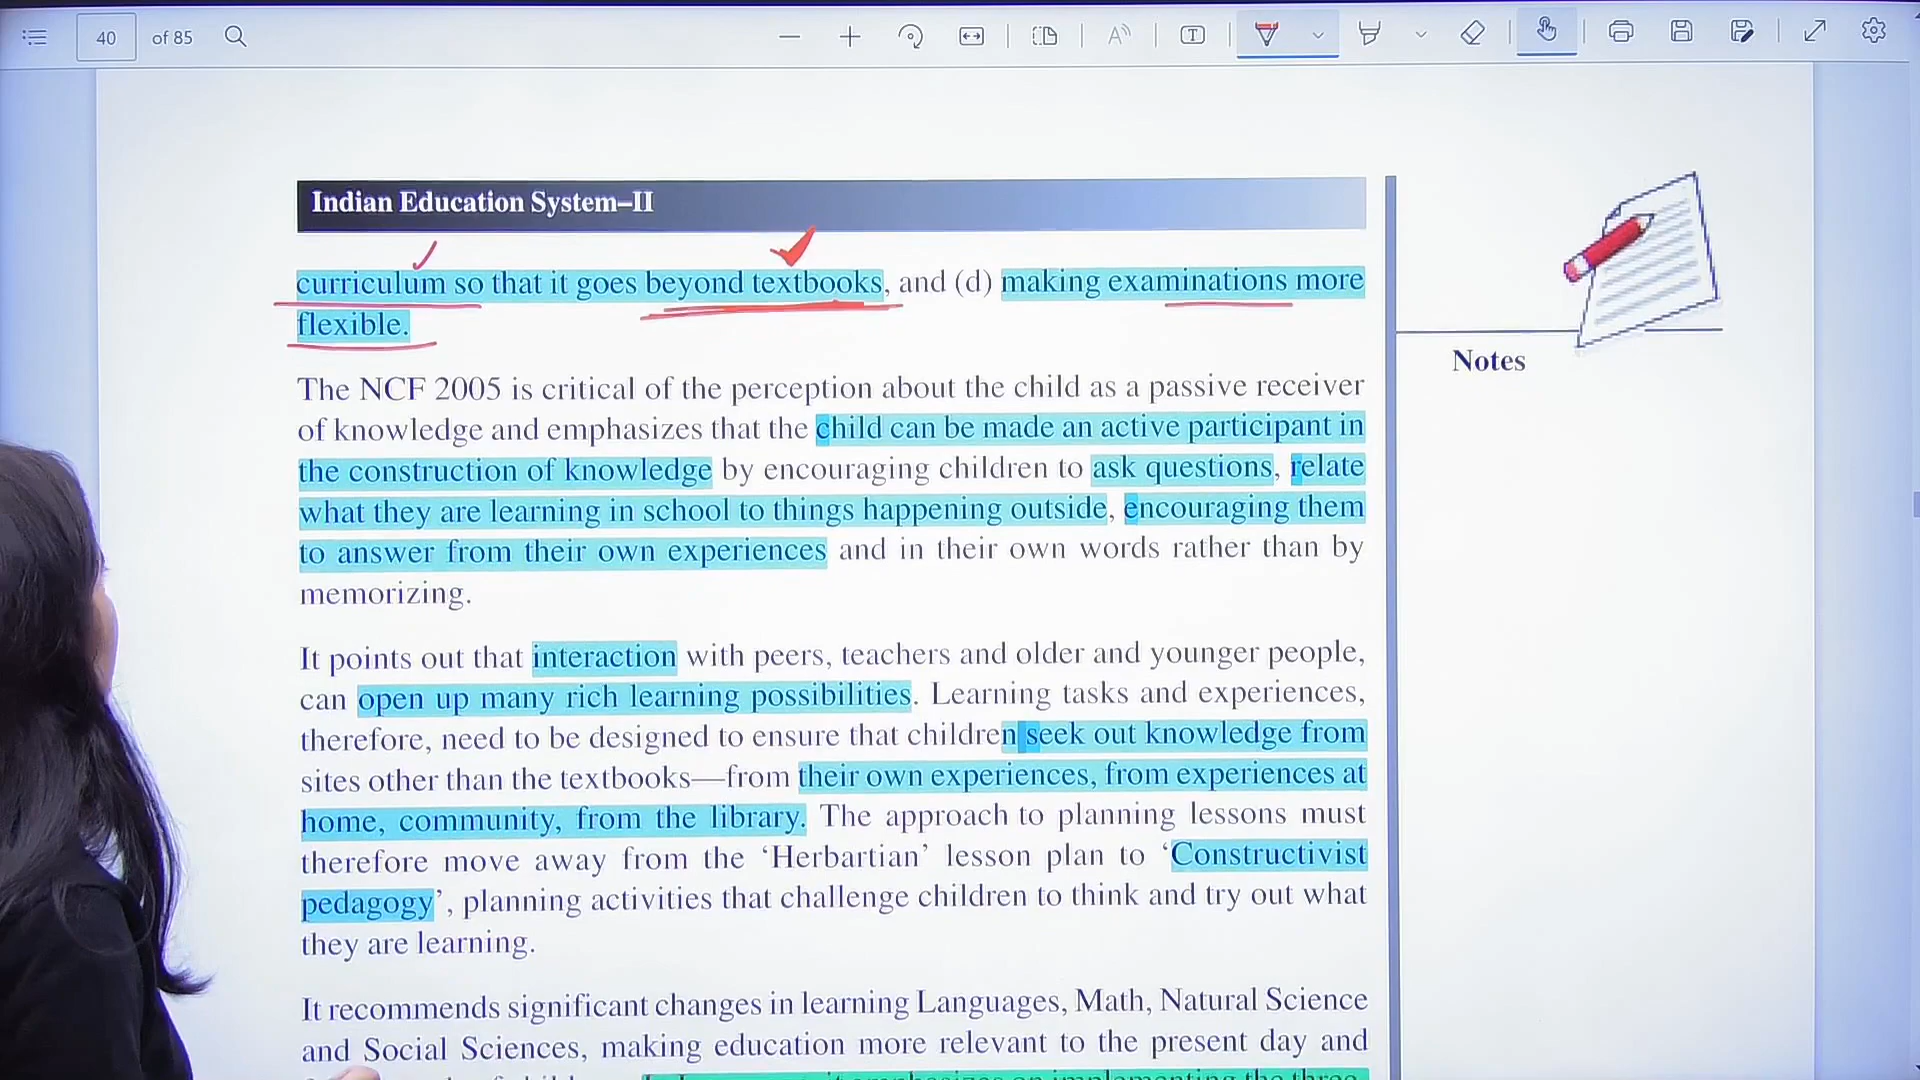 40 of 85
Indian Education System–II
curriculum so that it goes beyond textbooks, and (d) making examinations more
flexible.
Notes
The NCF 2005 is critical of the perception about the child as a passive receiver
of knowledge and emphasizes that the child can be made an active participant in
the construction of knowledge by encouraging children to ask questions, relate
what they are learning in school to things happening outside, encouraging them
to answer from their own experiences and in their own words rather than by
memorizing.
It points out that interaction with peers, teachers and older and younger people,
can open up many rich learning possibilities. Learning tasks and experiences,
therefore, need to be designed to ensure that children seek out knowledge from
sites other than the textbooks—from their own experiences, from experiences at
home, community, from the library. The approach to planning lessons must
therefore move away from the ‘Herbartian’ lesson plan to ‘Constructivist
pedagogy’, planning activities that challenge children to think and try out what
they are learning.
It recommends significant changes in learning Languages, Math, Natural Science
and Social Sciences, making education more relevant to the present day and